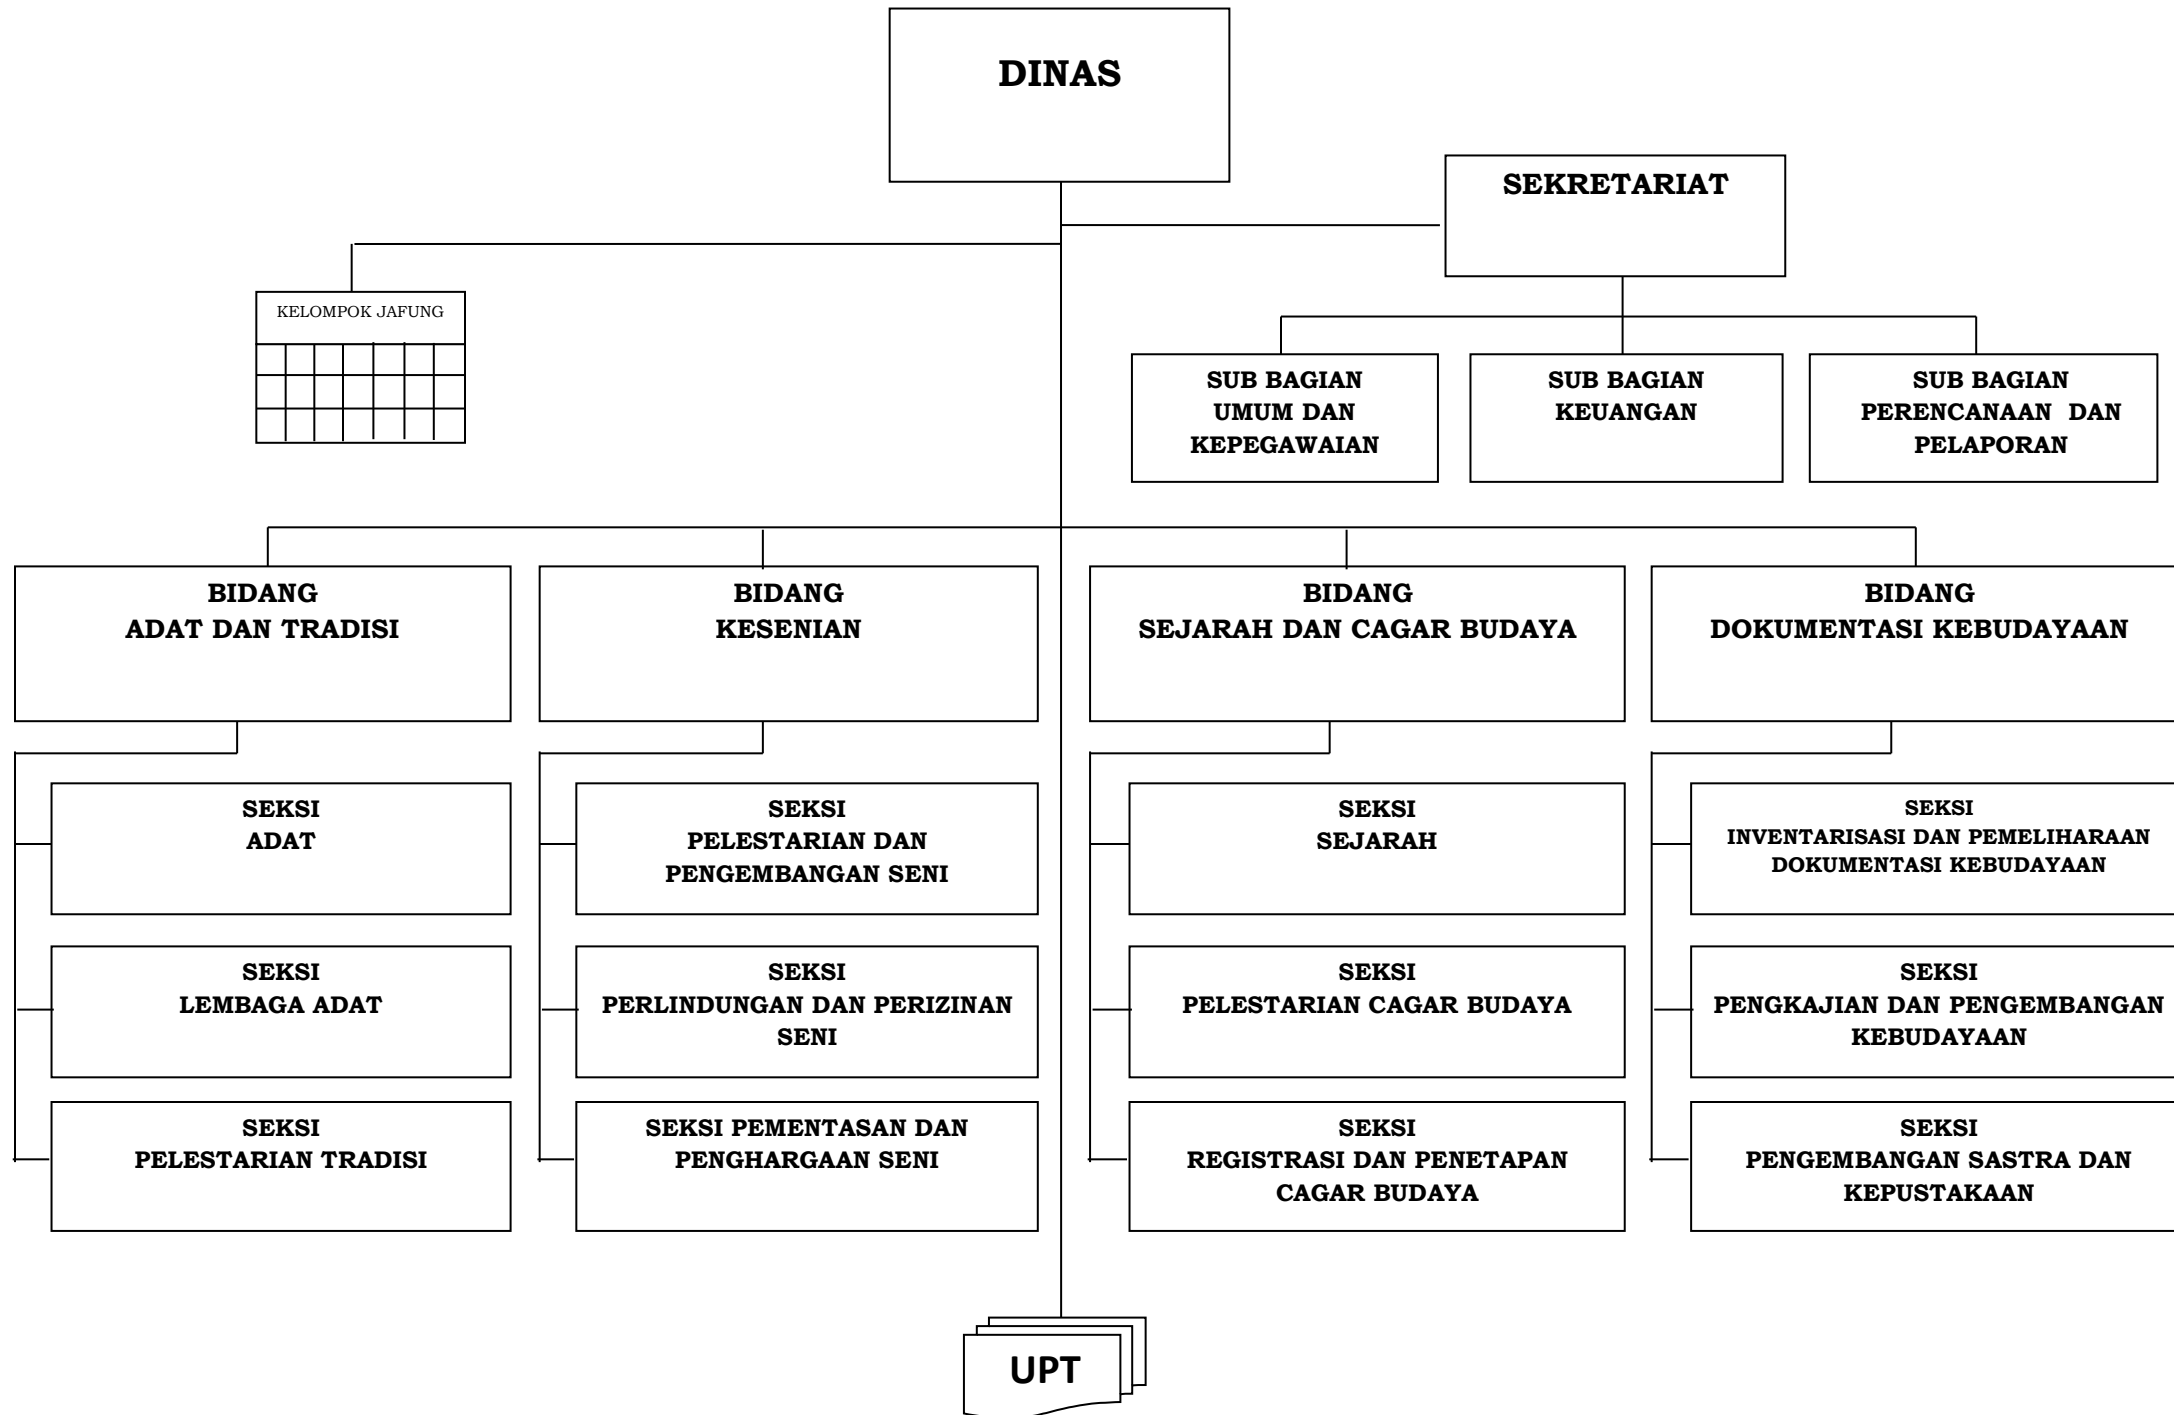 DINAS
SEKRETARIAT
KELOMPOK JAFUNG
SUB BAGIAN
UMUM DAN
KEPEGAWAIAN
SUB BAGIAN
KEUANGAN
SUB BAGIAN
PERENCANAAN  DAN
PELAPORAN
BIDANG
ADAT DAN TRADISI
BIDANG
KESENIAN
BIDANG
SEJARAH DAN CAGAR BUDAYA
BIDANG
DOKUMENTASI KEBUDAYAAN
SEKSI
ADAT
SEKSI
PELESTARIAN DAN
PENGEMBANGAN SENI
SEKSI
SEJARAH
SEKSI
INVENTARISASI DAN PEMELIHARAAN
DOKUMENTASI KEBUDAYAAN
SEKSI
LEMBAGA ADAT
SEKSI
PERLINDUNGAN DAN PERIZINAN
SENI
SEKSI
PELESTARIAN CAGAR BUDAYA
SEKSI
PENGKAJIAN DAN PENGEMBANGAN
KEBUDAYAAN
SEKSI
PELESTARIAN TRADISI
SEKSI PEMENTASAN DAN
PENGHARGAAN SENI
SEKSI
REGISTRASI DAN PENETAPAN
CAGAR BUDAYA
SEKSI
PENGEMBANGAN SASTRA DAN
KEPUSTAKAAN
UPT